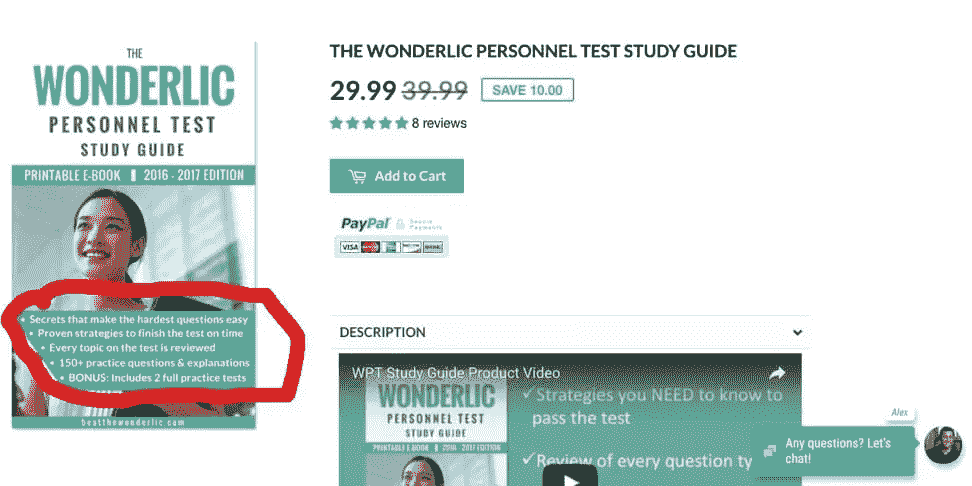 THE
WONDERLIC
PERSONNEL TEST
STUDY GUIDE
PRINTABLE E-BOOK 2016 - 2017 EDITION
• Secrets that make the hardest questions easy
• Proven strategies to finish the test on time
• Every topic on the test is reviewed
• 150+ practice questions & explanations
• BONUS: Includes 2 full practice tests
beatthewonderlic.com
THE WONDERLIC PERSONNEL TEST STUDY GUIDE
29.99 39.99 SAVE 10.00
8 reviews
Add to Cart
PayPal Secure
Payments
VISA
DESCRIPTION
WPT Study Guide Product Video
WONDERLIC
PERSONNEL TEST
STUDY GUIDE
PRINTABLE E-BOOK 2016 - 2017 EDITION
✓Strategies you NEED to know to
pass the test
✓Review of every question ty
Alex
Any questions? Let's
chat!